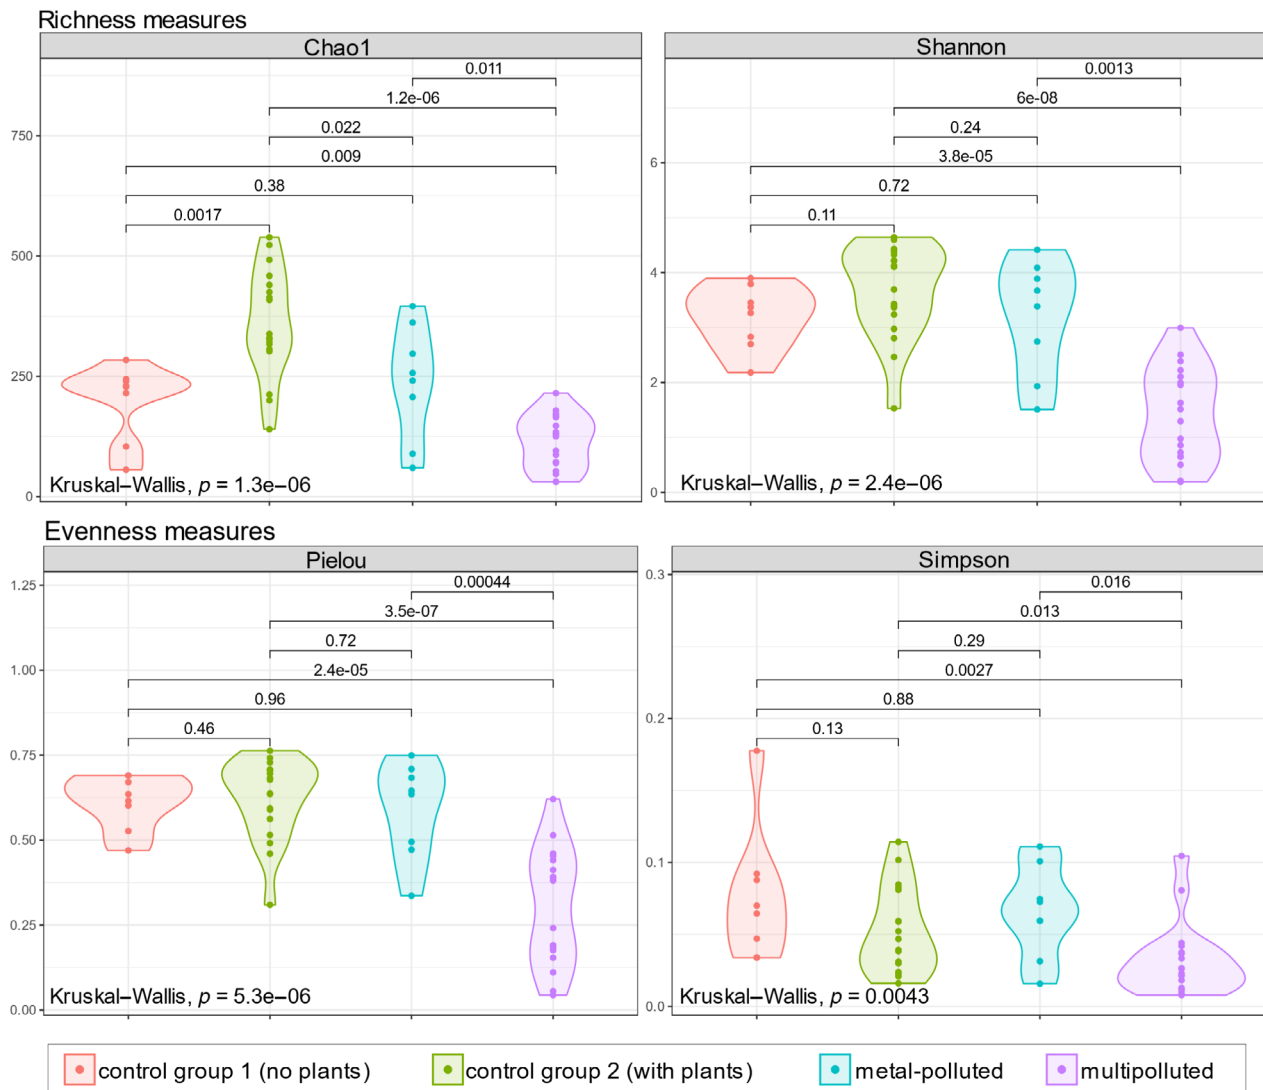 Richness measures
Chao1
Shannon
0.011
1.2e-06
0.022
0.009
0.38
0.0017
750
500
250
0
Kruskal–Wallis, p = 1.3e–06
0.0013
6e-08
0.24
3.8e-05
0.72
0.11
6
4
2
0
Kruskal–Wallis, p = 2.4e–06
Evenness measures
Pielou
Simpson
0.00044
3.5e-07
0.72
2.4e-05
0.96
0.46
1.25
1.00
0.75
0.50
0.25
0.00
Kruskal–Wallis, p = 5.3e–06
0.016
0.013
0.29
0.0027
0.88
0.13
0.3
0.2
0.1
0.0
Kruskal–Wallis, p = 0.0043
control group 1 (no plants)
control group 2 (with plants)
metal-polluted
multipolluted